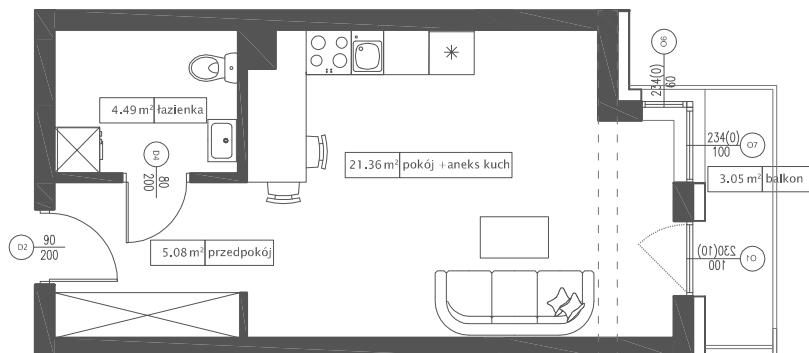 O6
234(0)
60
4.49 m² łazienka
D4
80
200
234(0)
100
O7
21.36 m² pokój +aneks kuch
3.05 m² balkon
D2
90
200
5.08 m² przedpokój
230(10)
100
O1